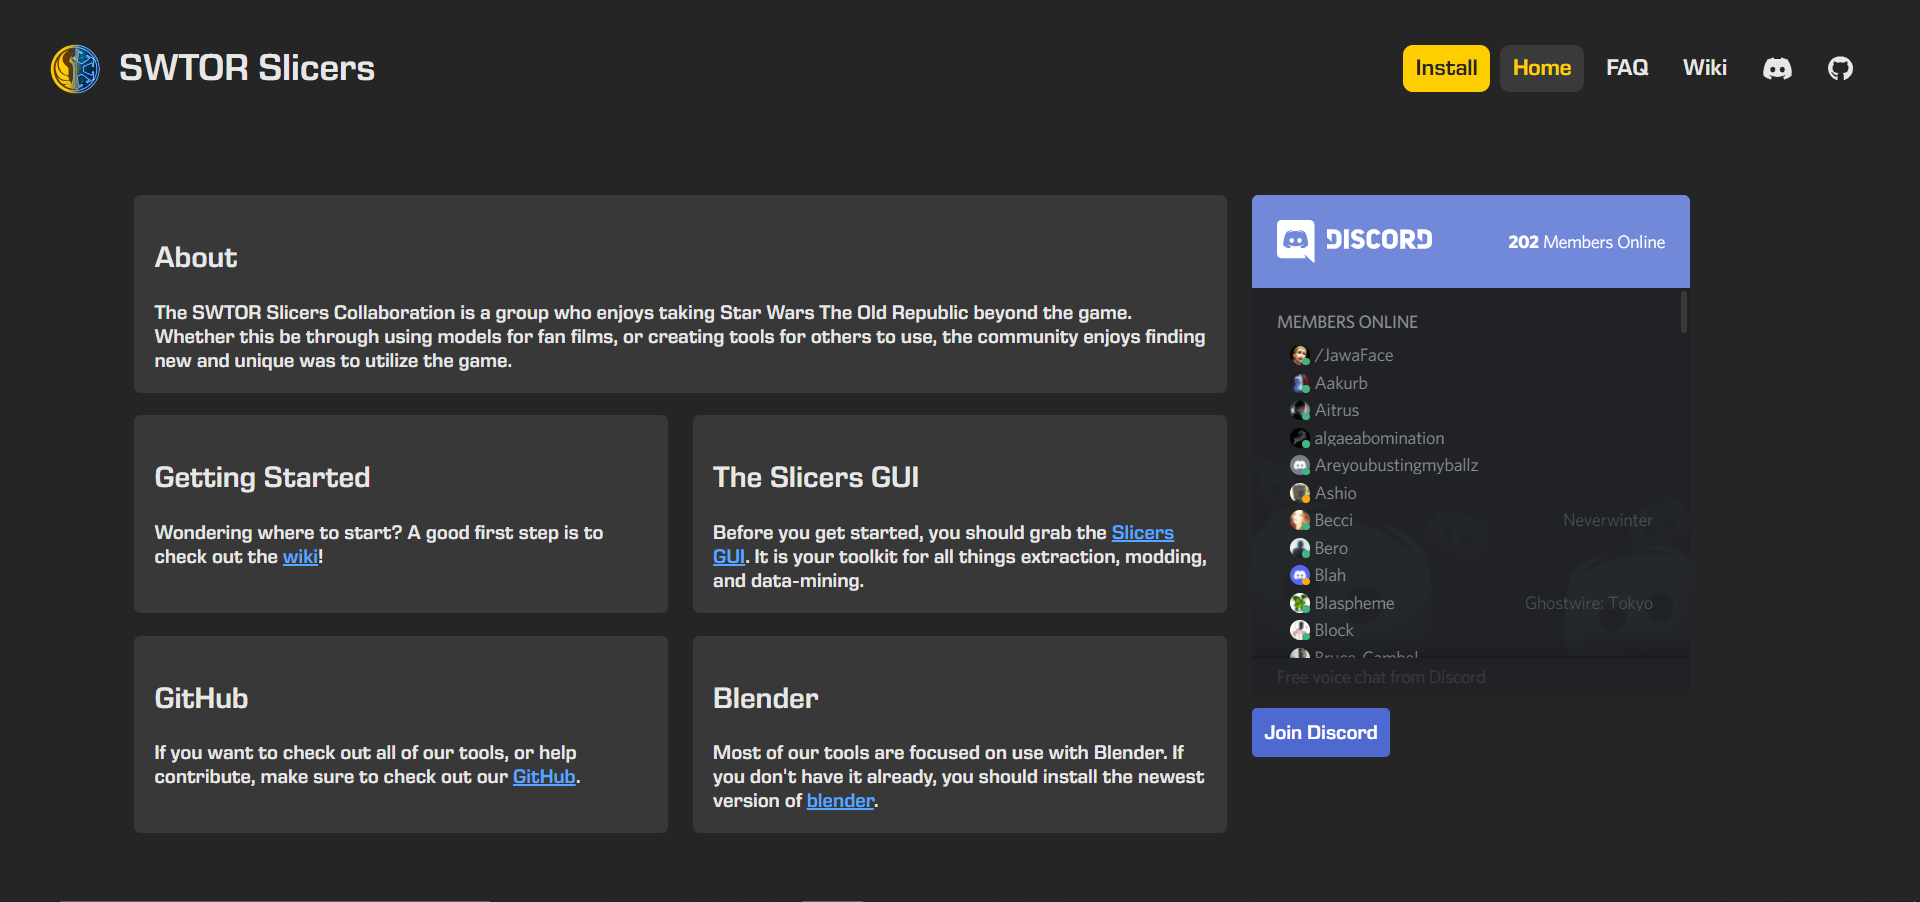 SWTOR Slicers
Install
Home
FAQ
Wiki
About
The SWTOR Slicers Collaboration is a group who enjoys taking Star Wars The Old Republic beyond the game.
Whether this be through using models for fan films, or creating tools for others to use, the community enjoys finding
new and unique was to utilize the game.
Getting Started
Wondering where to start? A good first step is to
check out the wiki!
The Slicers GUI
Before you get started, you should grab the Slicers
GUI. It is your toolkit for all things extraction, modding,
and data-mining.
GitHub
If you want to check out all of our tools, or help
contribute, make sure to check out our GitHub.
Blender
Most of our tools are focused on use with Blender. If
you don't have it already, you should install the newest
version of blender.
DISCORD
202 Members Online
MEMBERS ONLINE
/JawaFace
Aakurb
Aitrus
algaeabomination
Areyoubustingmyballz
Ashio
Becci
Neverwinter
Bero
Blah
Blaspheme
Ghostwire: Tokyo
Block
Bruce_Cambel
Free voice chat from Discord
Join Discord